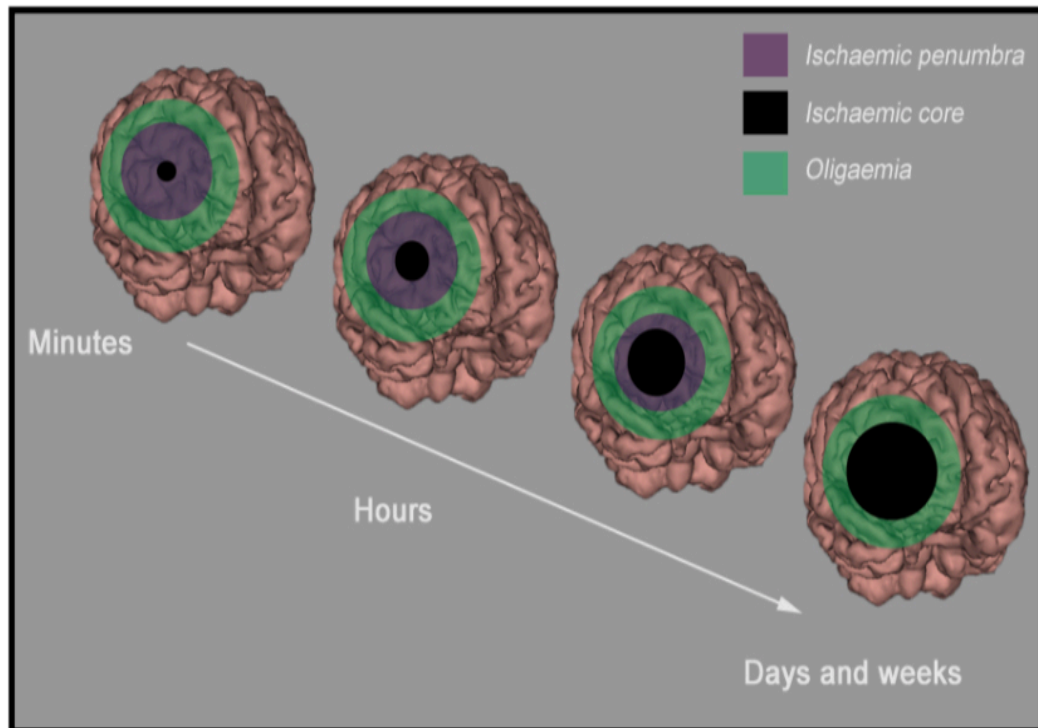 Ischaemic penumbra
Ischaemic core
Oligaemia
Minutes
Hours
Days and weeks